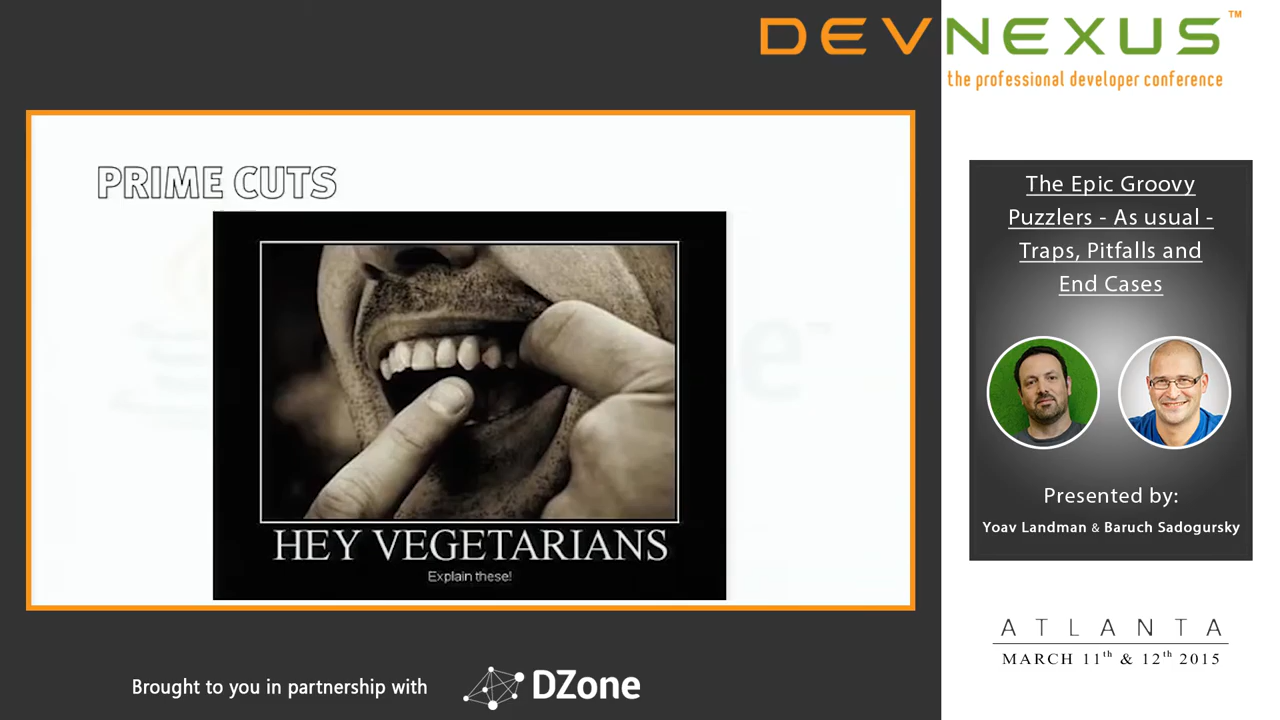 DEVNEXUS™
the professional developer conference
PRIME CUTS
HEY VEGETARIANS
Explain these!
The Epic Groovy
Puzzlers - As usual -
Traps, Pitfalls and
End Cases
Presented by:
Yoav Landman & Baruch Sadogursky
ATLANTA
MARCH 11th & 12th 2015
Brought to you in partnership with
DZone